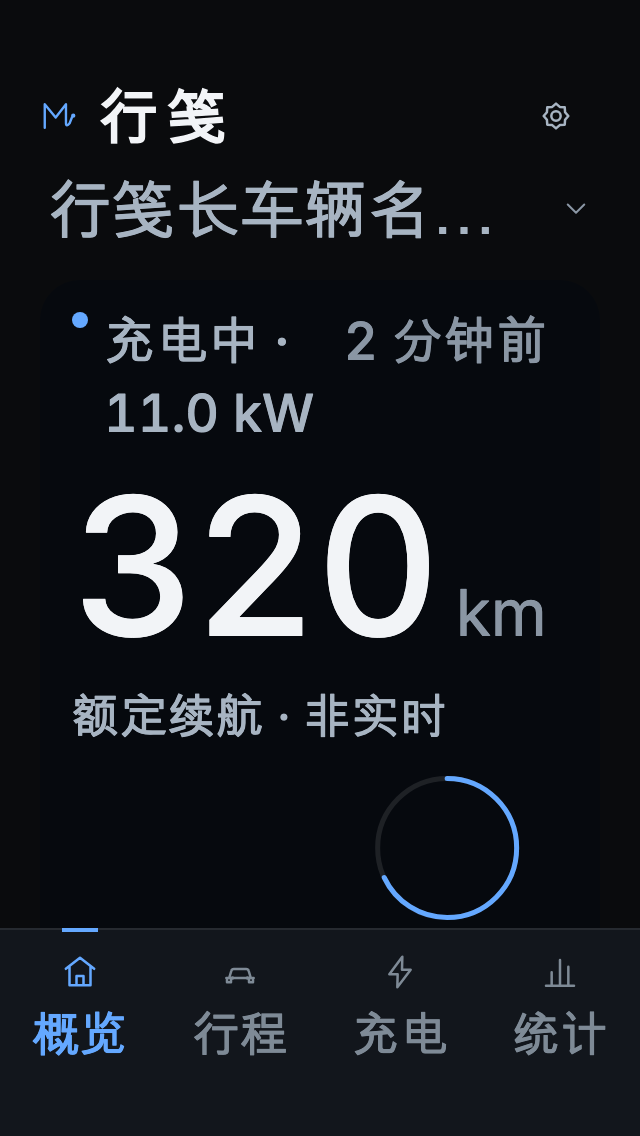 行笺
行笺长车辆名...
充电中 · 2 分钟前
11.0 kW
320 km
额定续航 · 非实时
概览 行程 充电 统计